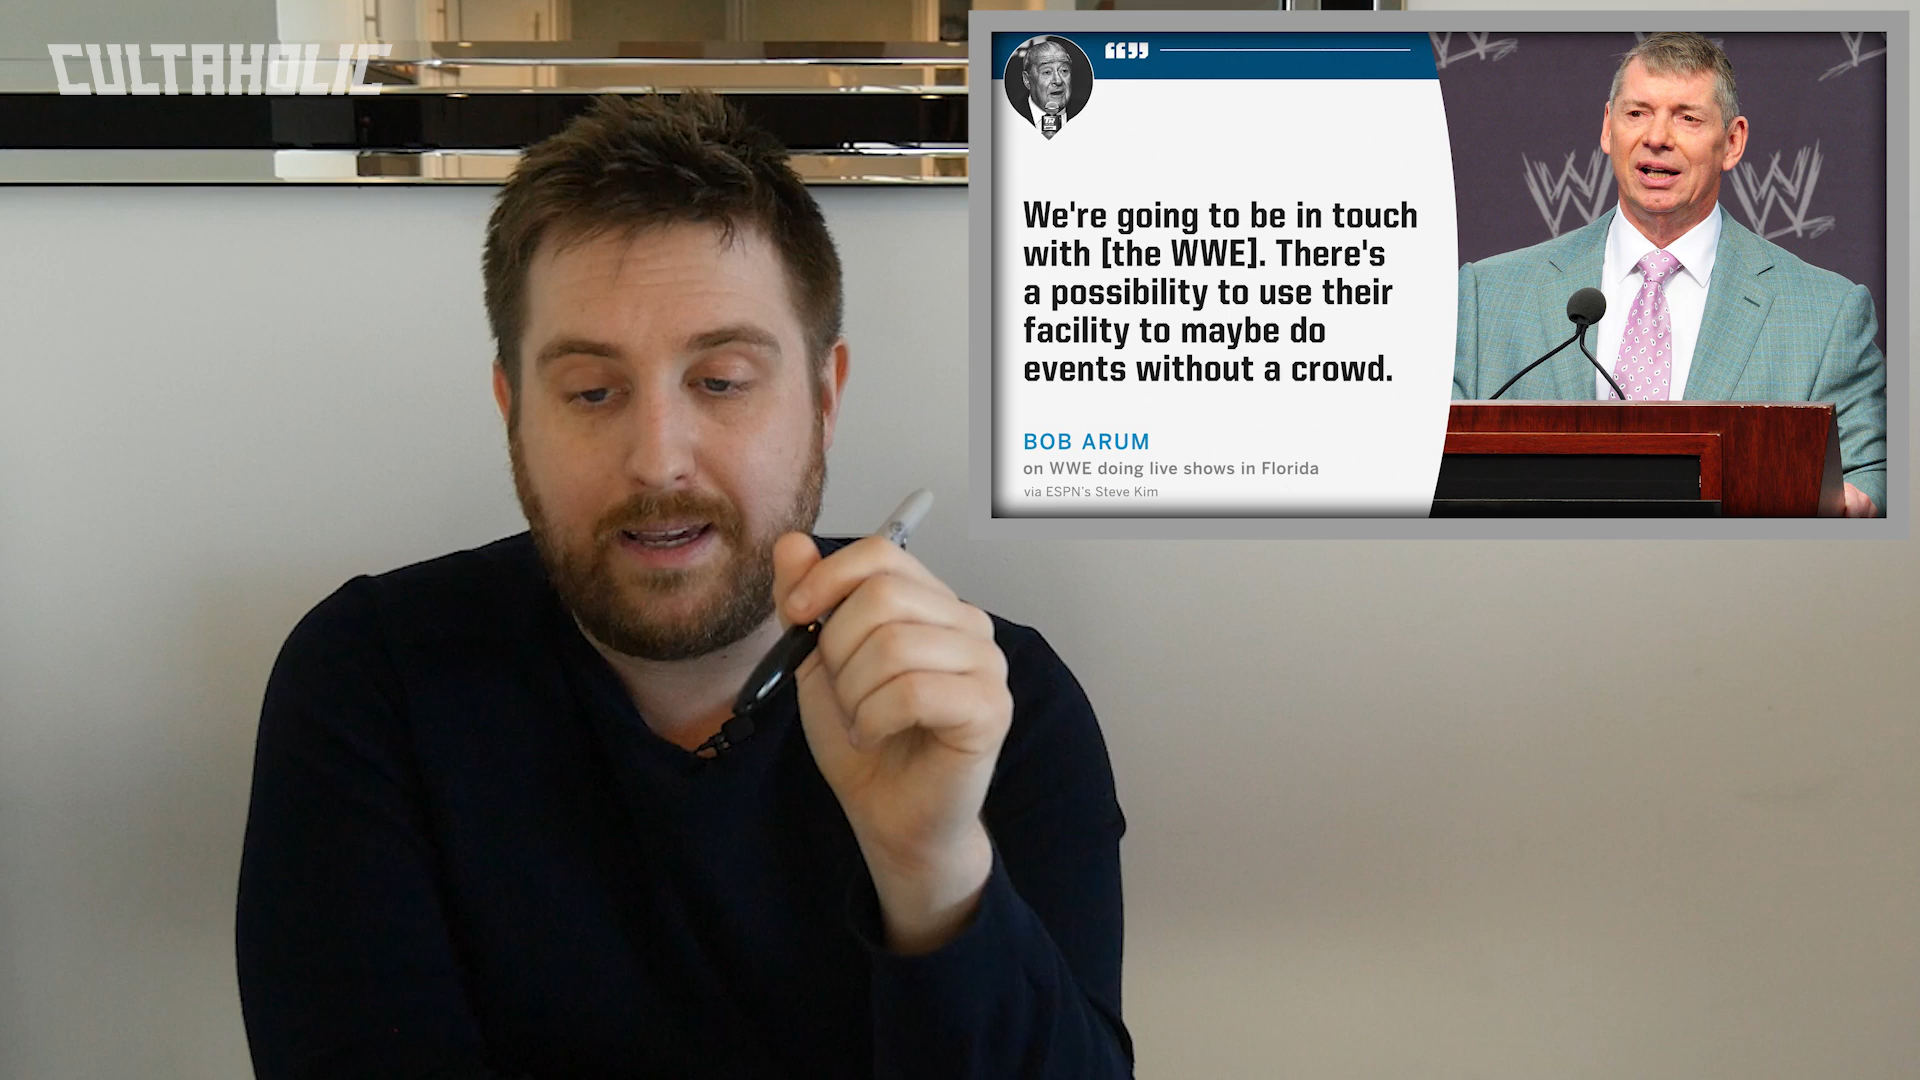 CULTAHOLIC
We're going to be in touch
with [the WWE]. There's
a possibility to use their
facility to maybe do
events without a crowd.
BOB ARUM
on WWE doing live shows in Florida
via ESPN's Steve Kim